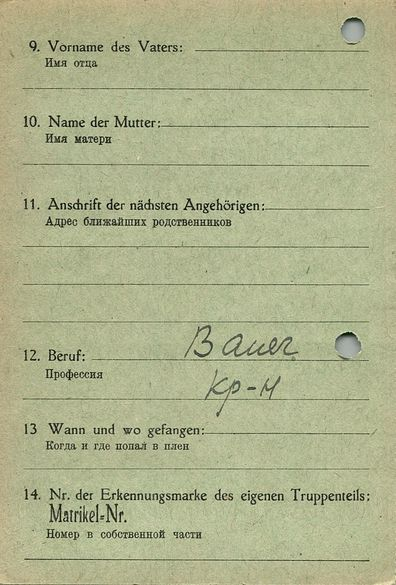 9. Vorname des Vaters:
Имя отца
10. Name der Mutter:
Имя матери
11. Anschrift der nächsten Angehörigen:
Адрес ближайших родственников
12. Beruf: Bauer
Профессия кр-н
13 Wann und wo gefangen:
Когда и где попал в плен
14. Nr. der Erkennungsmarke des eigenen Truppenteils:
Matrikel=Nr.
Номер в собственной части